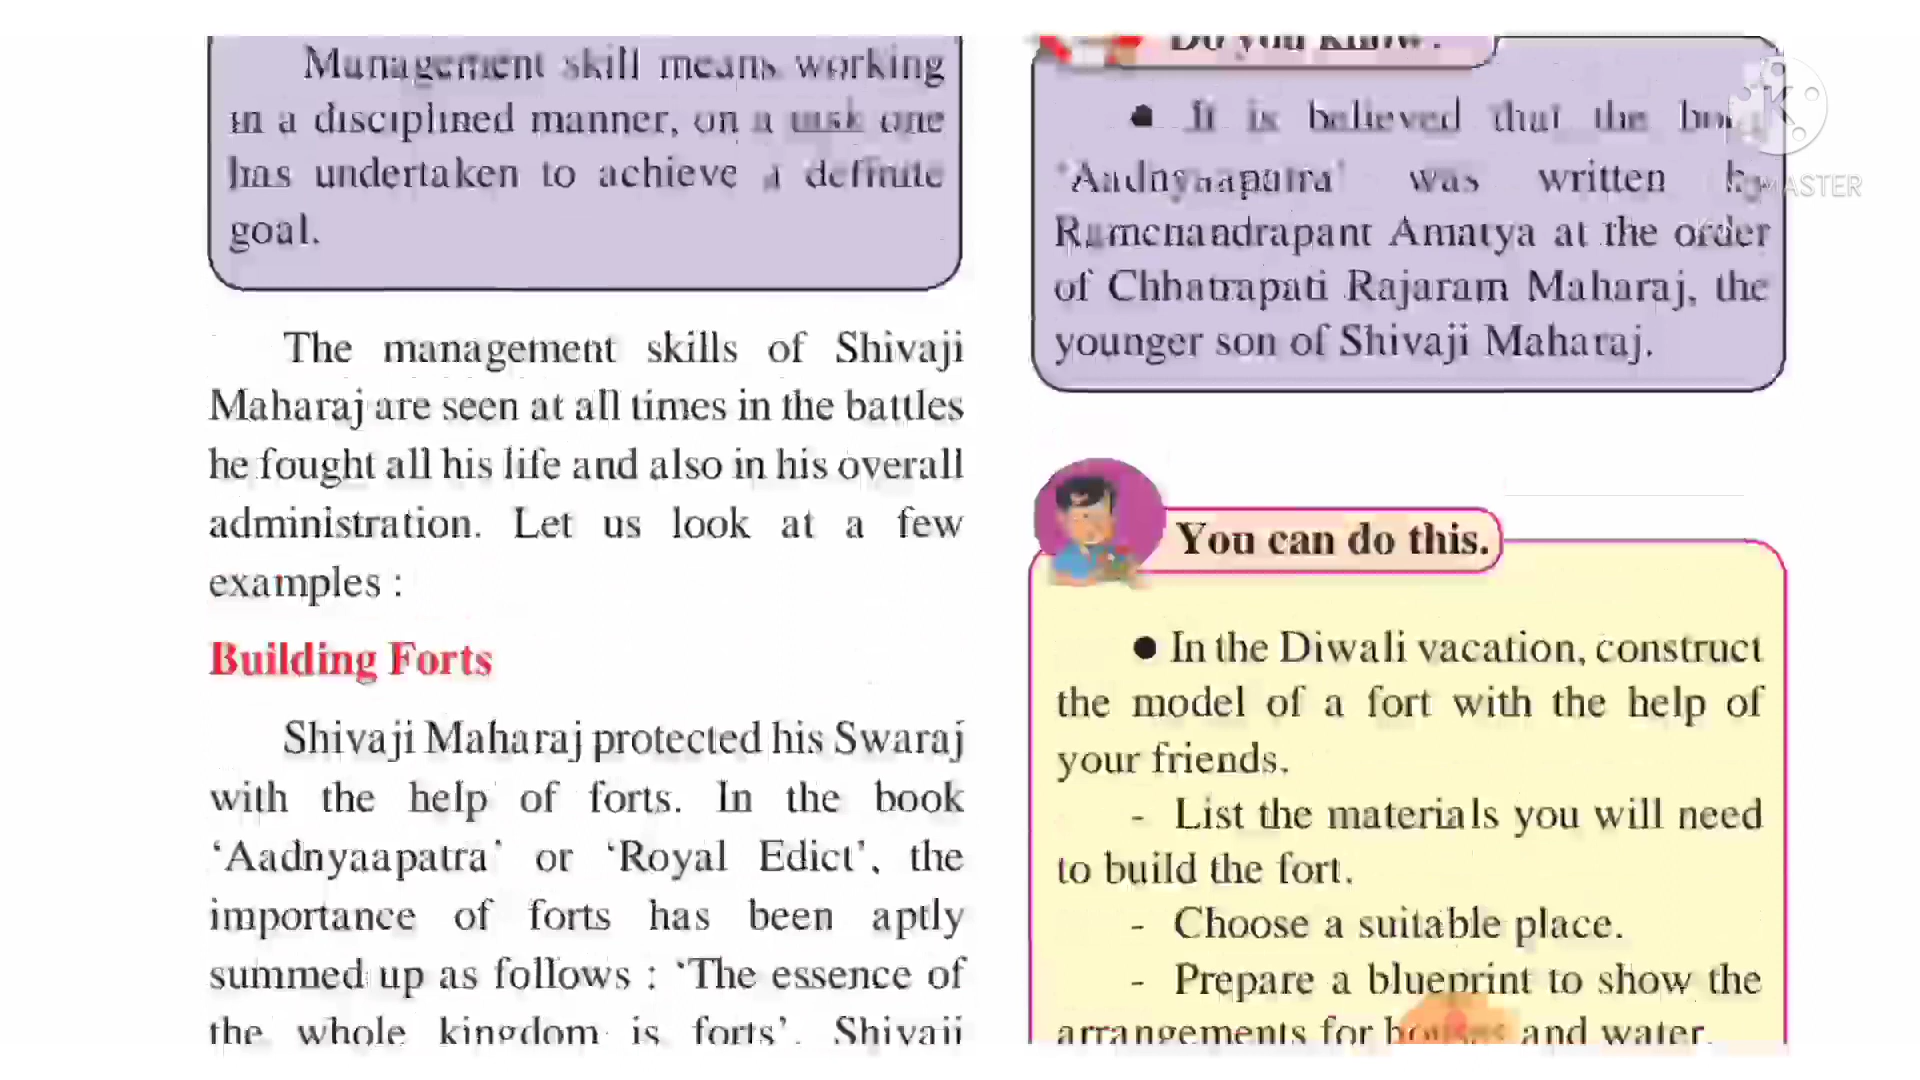 Management skill means working
in a disciplined manner, on a task one
has undertaken to achieve a definite
goal.
The management skills of Shivaji
Maharaj are seen at all times in the battles
he fought all his life and also in his overall
administration. Let us look at a few
examples :
Building Forts
Shivaji Maharaj protected his Swaraj
with the help of forts. In the book
‘Aadnyaapatra’ or ‘Royal Edict’, the
importance of forts has been aptly
summed up as follows : ‘The essence of
the whole kingdom is forts’. Shivaji
Do you know?
● It is believed that the book
‘Aadnyaapatra’ was written by
Ramchandrapant Amatya at the order
of Chhatrapati Rajaram Maharaj, the
younger son of Shivaji Maharaj.
You can do this.
● In the Diwali vacation, construct
the model of a fort with the help of
your friends.
- List the materials you will need
to build the fort.
- Choose a suitable place.
- Prepare a blueprint to show the
arrangements for houses and water.
K
MASTER